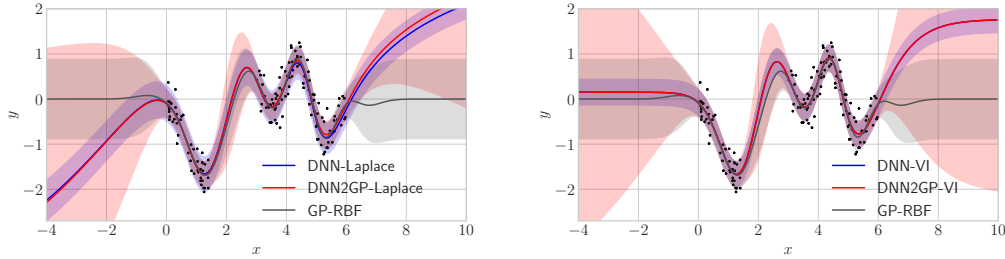 2
1
0
−1
−2
y
DNN-Laplace
DNN2GP-Laplace
GP-RBF
−4 −2 0 2 4 6 8 10
x
2
1
0
−1
−2
y
DNN-VI
DNN2GP-VI
GP-RBF
−4 −2 0 2 4 6 8 10
x